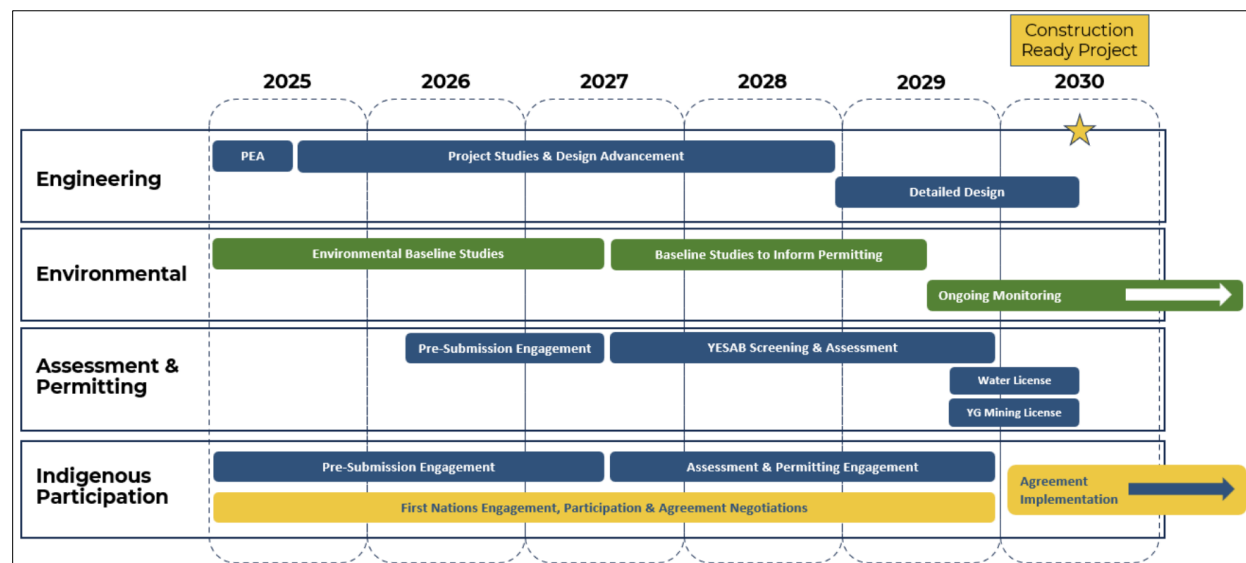 Construction
Ready Project
2025 2026 2027 2028 2029 2030
Engineering
PEA
Project Studies & Design Advancement
Detailed Design
Environmental
Environmental Baseline Studies
Baseline Studies to Inform Permitting
Ongoing Monitoring
Assessment &
Permitting
Pre-Submission Engagement
YESAB Screening & Assessment
Water License
YG Mining License
Indigenous
Participation
Pre-Submission Engagement
Assessment & Permitting Engagement
First Nations Engagement, Participation & Agreement Negotiations
Agreement
Implementation